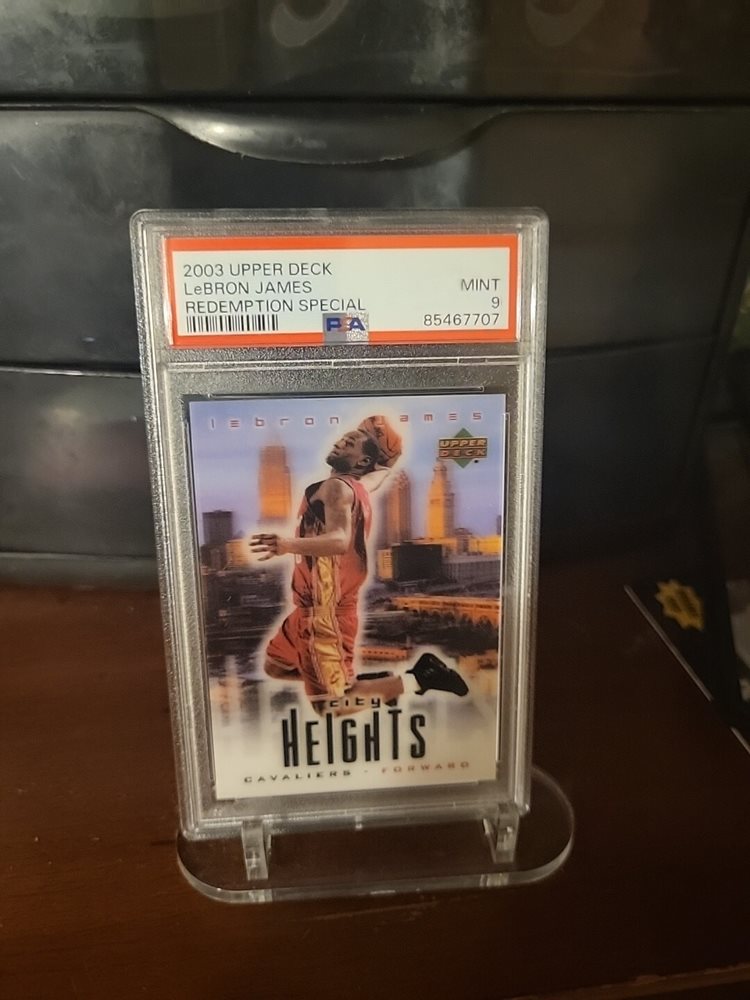 2003 UPPER DECK
LeBRON JAMES
MINT
REDEMPTION SPECIAL
9
PSA
85467707
lebron james
UPPER
DECK
city
HEIGHTS
CAVALIERS - FORWARD